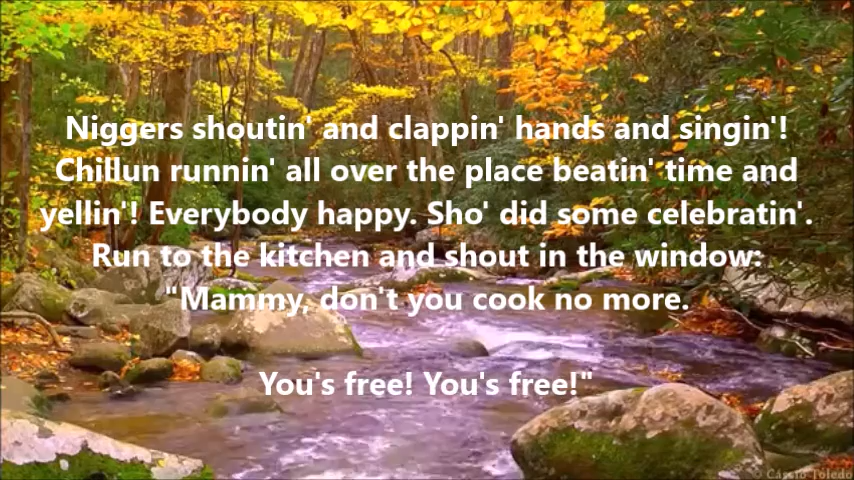 Niggers shoutin' and clappin' hands and singin'!
Chillun runnin' all over the place beatin' time and
yellin'! Everybody happy. Sho' did some celebratin'.
Run to the kitchen and shout in the window:
"Mammy, don't you cook no more.
You's free! You's free!"
© Cássio Toledo